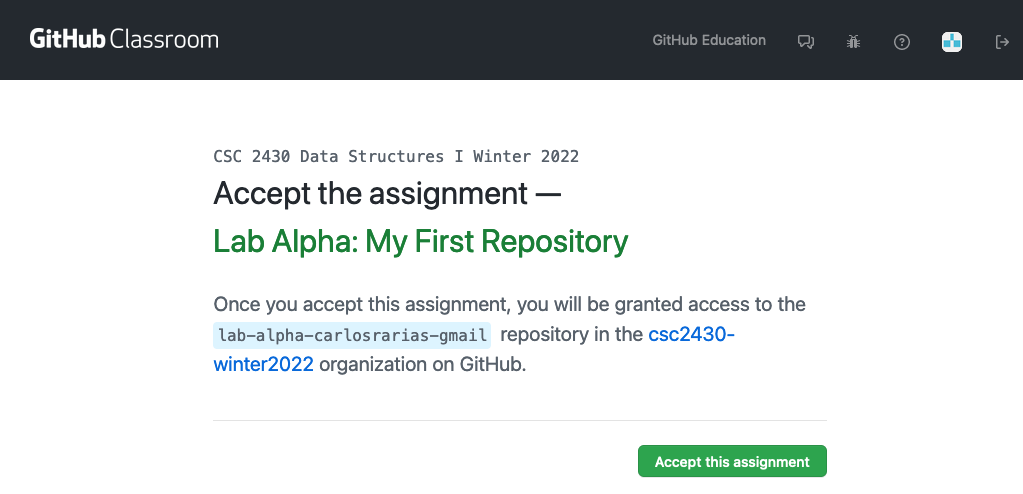 GitHub Classroom
GitHub Education
CSC 2430 Data Structures I Winter 2022
Accept the assignment —
Lab Alpha: My First Repository
Once you accept this assignment, you will be granted access to the
lab-alpha-carlosrarias-gmail repository in the csc2430-
winter2022 organization on GitHub.
Accept this assignment